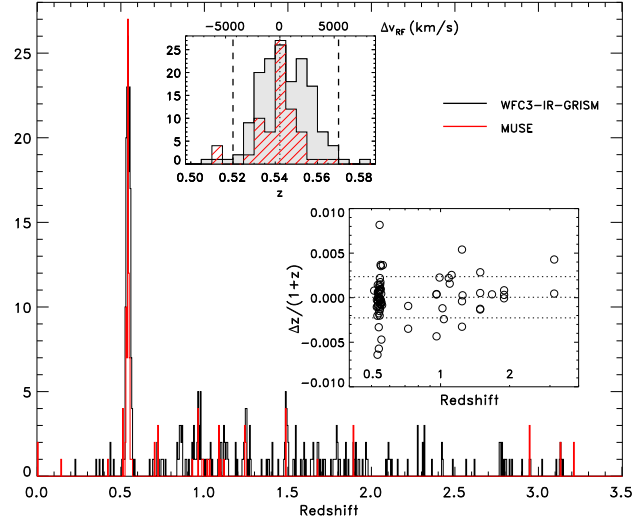 Δv_RF (km/s)
−5000 0 5000
25
20
15
10
5
0
0.50 0.52 0.54 0.56 0.58
z
WFC3−IR−GRISM
MUSE
0.010
0.005
0.000
−0.005
−0.010
Δz/(1+z)
0.5 1 2
Redshift
25
20
15
10
5
0
0.0 0.5 1.0 1.5 2.0 2.5 3.0 3.5
Redshift